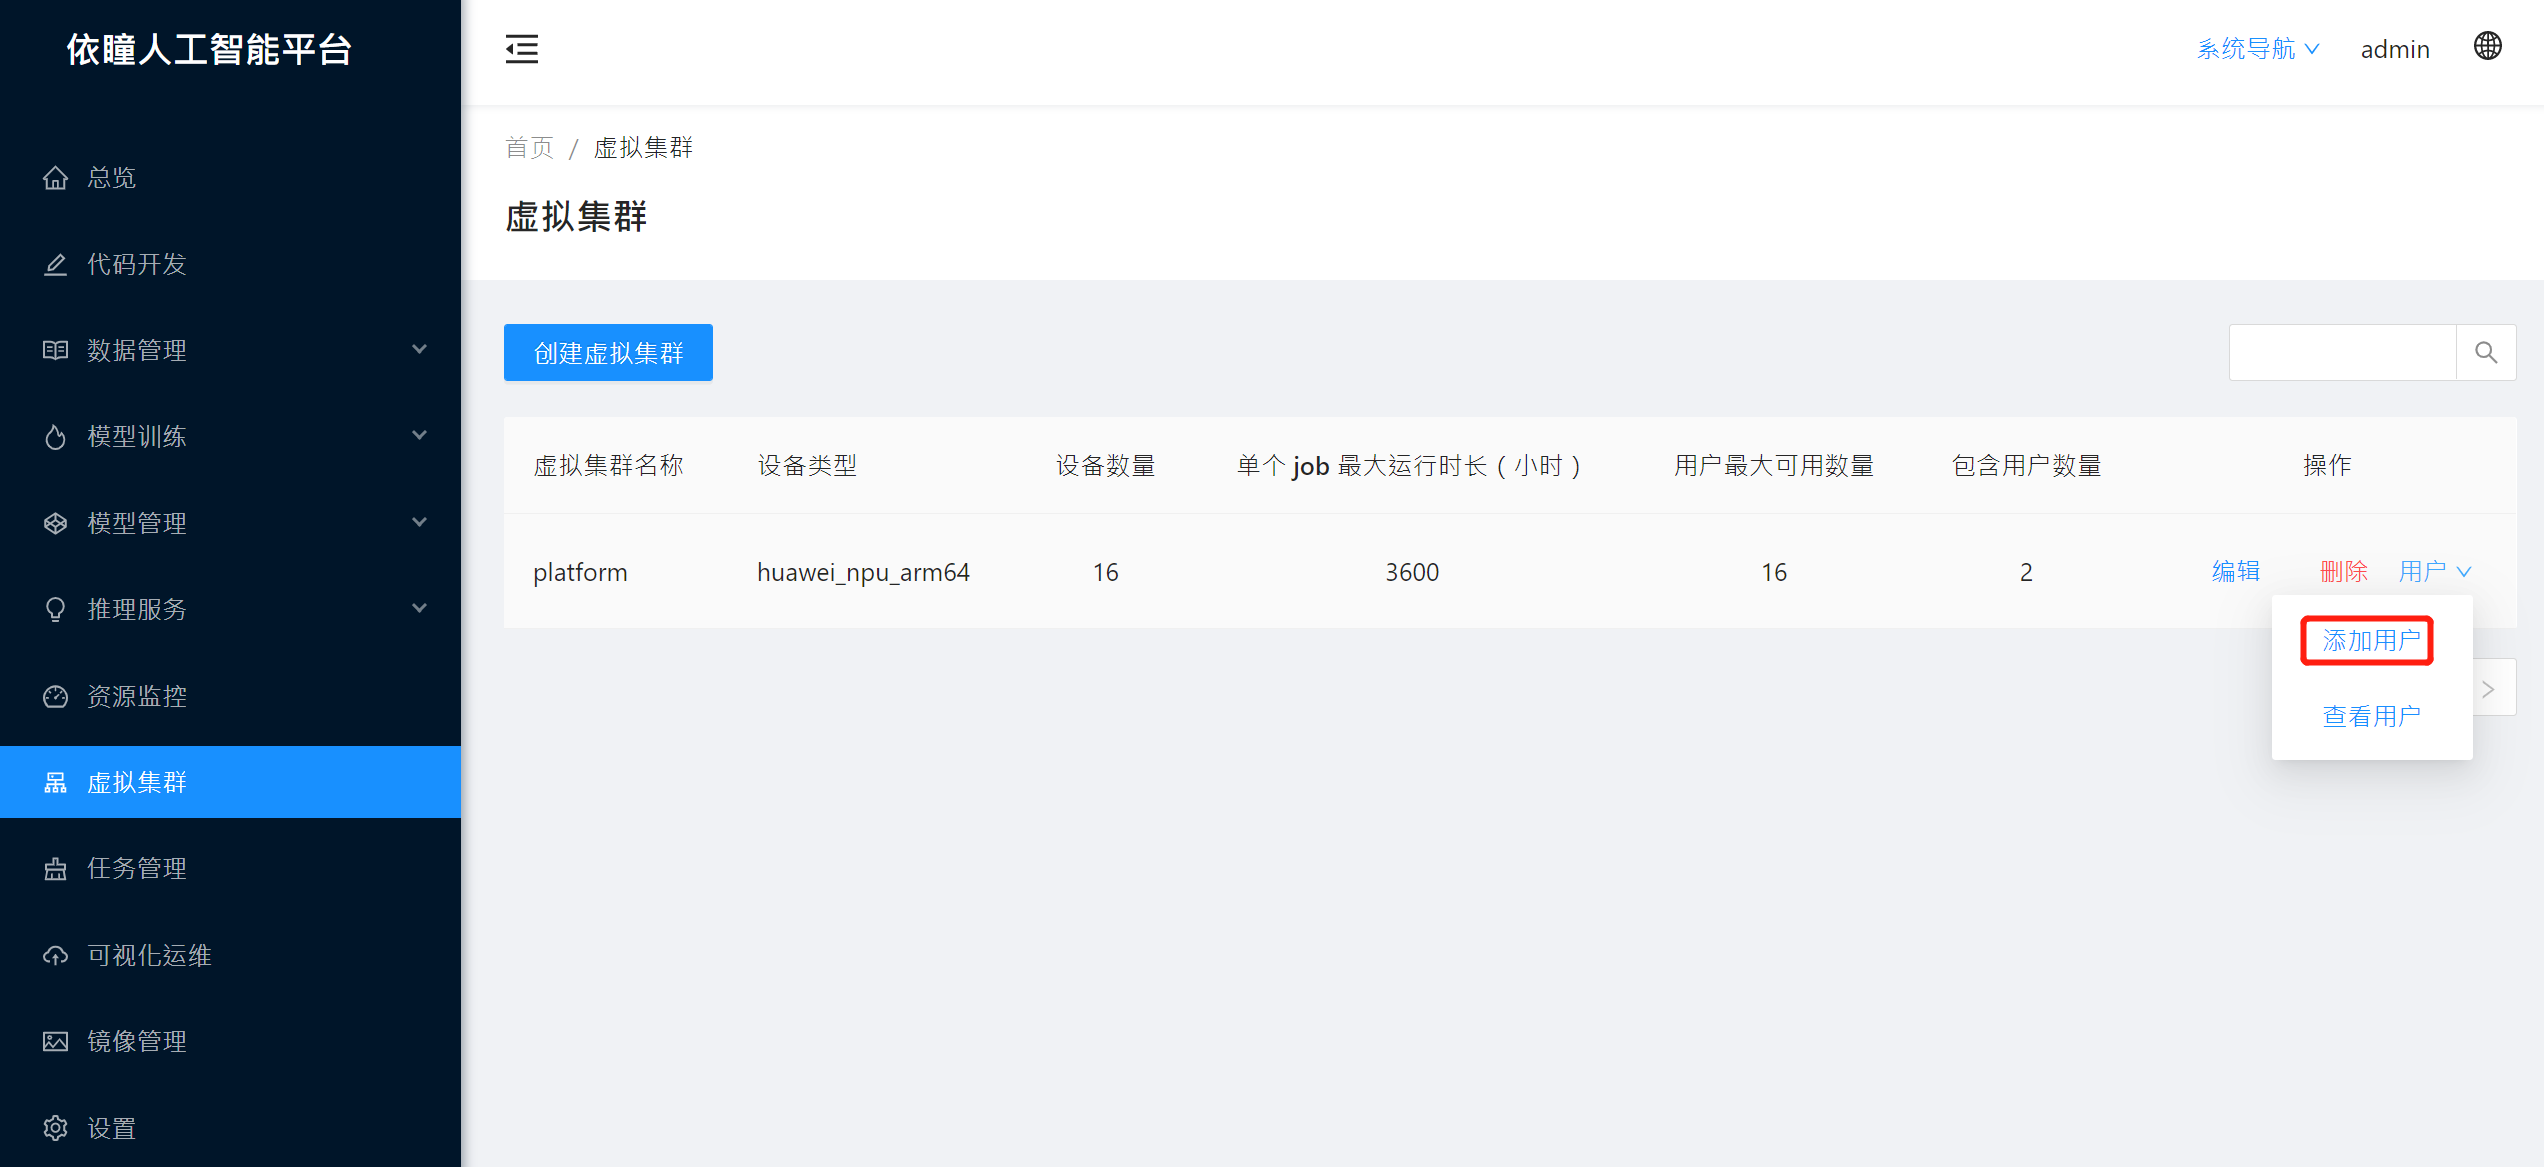 依瞳人工智能平台
系统导航 admin
首页 / 虚拟集群
虚拟集群
总览
代码开发
数据管理
模型训练
模型管理
推理服务
资源监控
虚拟集群
任务管理
可视化运维
镜像管理
设置
创建虚拟集群
虚拟集群名称 设备类型 设备数量 单个 job 最大运行时长（小时） 用户最大可用数量 包含用户数量 操作
platform huawei_npu_arm64 16 3600 16 2 编辑 删除 用户
添加用户
查看用户